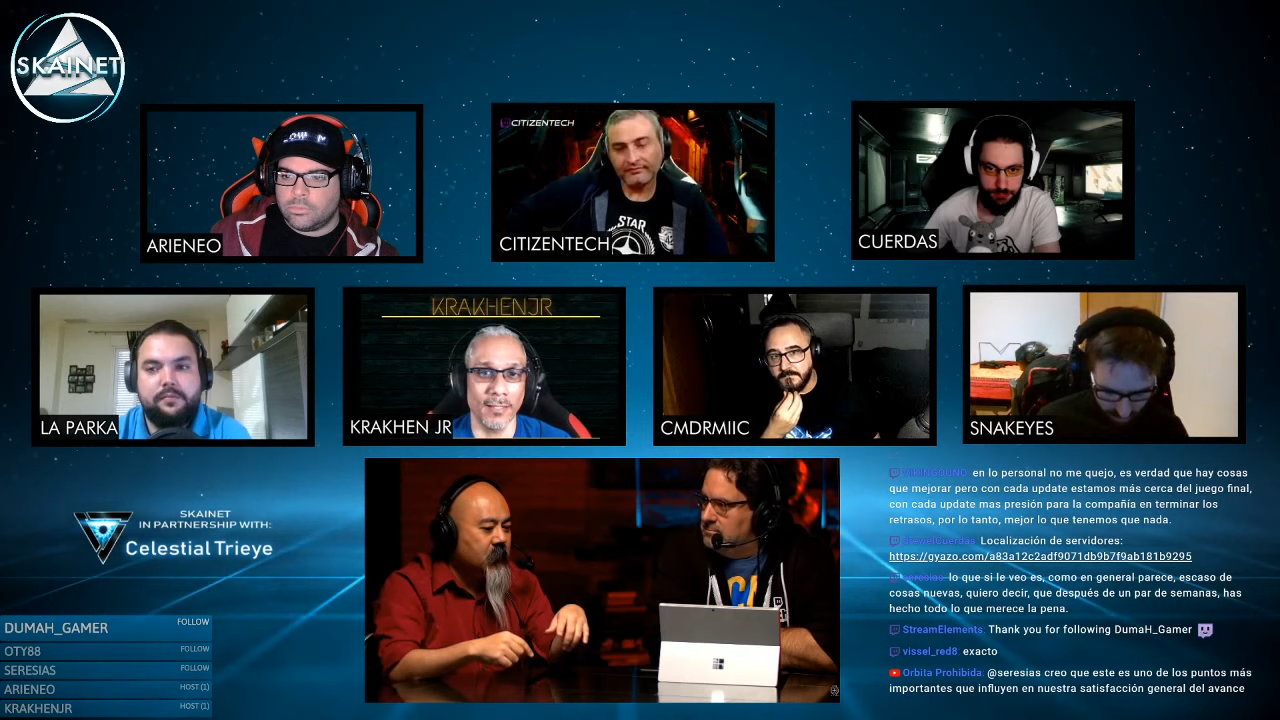 SKAINET
CITIZENTECH
STAR
ARIENEO
CITIZENTECH
CUERDAS
KRAKHENJR
LA PARKA
KRAKHEN JR
CMDRMIIC
SNAKEYES
SKAINET
IN PARTNERSHIP WITH:
Celestial Trieye
DUMAH_GAMER FOLLOW
OTY88 FOLLOW
SERESIAS FOLLOW
ARIENEO HOST (1)
KRAKHENJR HOST (1)
en lo personal no me quejo, es verdad que hay cosas
que mejorar pero con cada update estamos más cerca del juego final,
con cada update mas presión para la compañía en terminar los
retrasos, por lo tanto, mejor lo que tenemos que nada.
Localización de servidores:
https://gyazo.com/a83a12c2adf9071db9b7f9ab181b9295
lo que si le veo es, como en general parece, escaso de
cosas nuevas, quiero decir, que después de un par de semanas, has
hecho todo lo que merece la pena.
StreamElements: Thank you for following DumaH_Gamer
vissel_red8: exacto
Orbita Prohibida: @seresias creo que este es uno de los puntos más
importantes que influyen en nuestra satisfacción general del avance